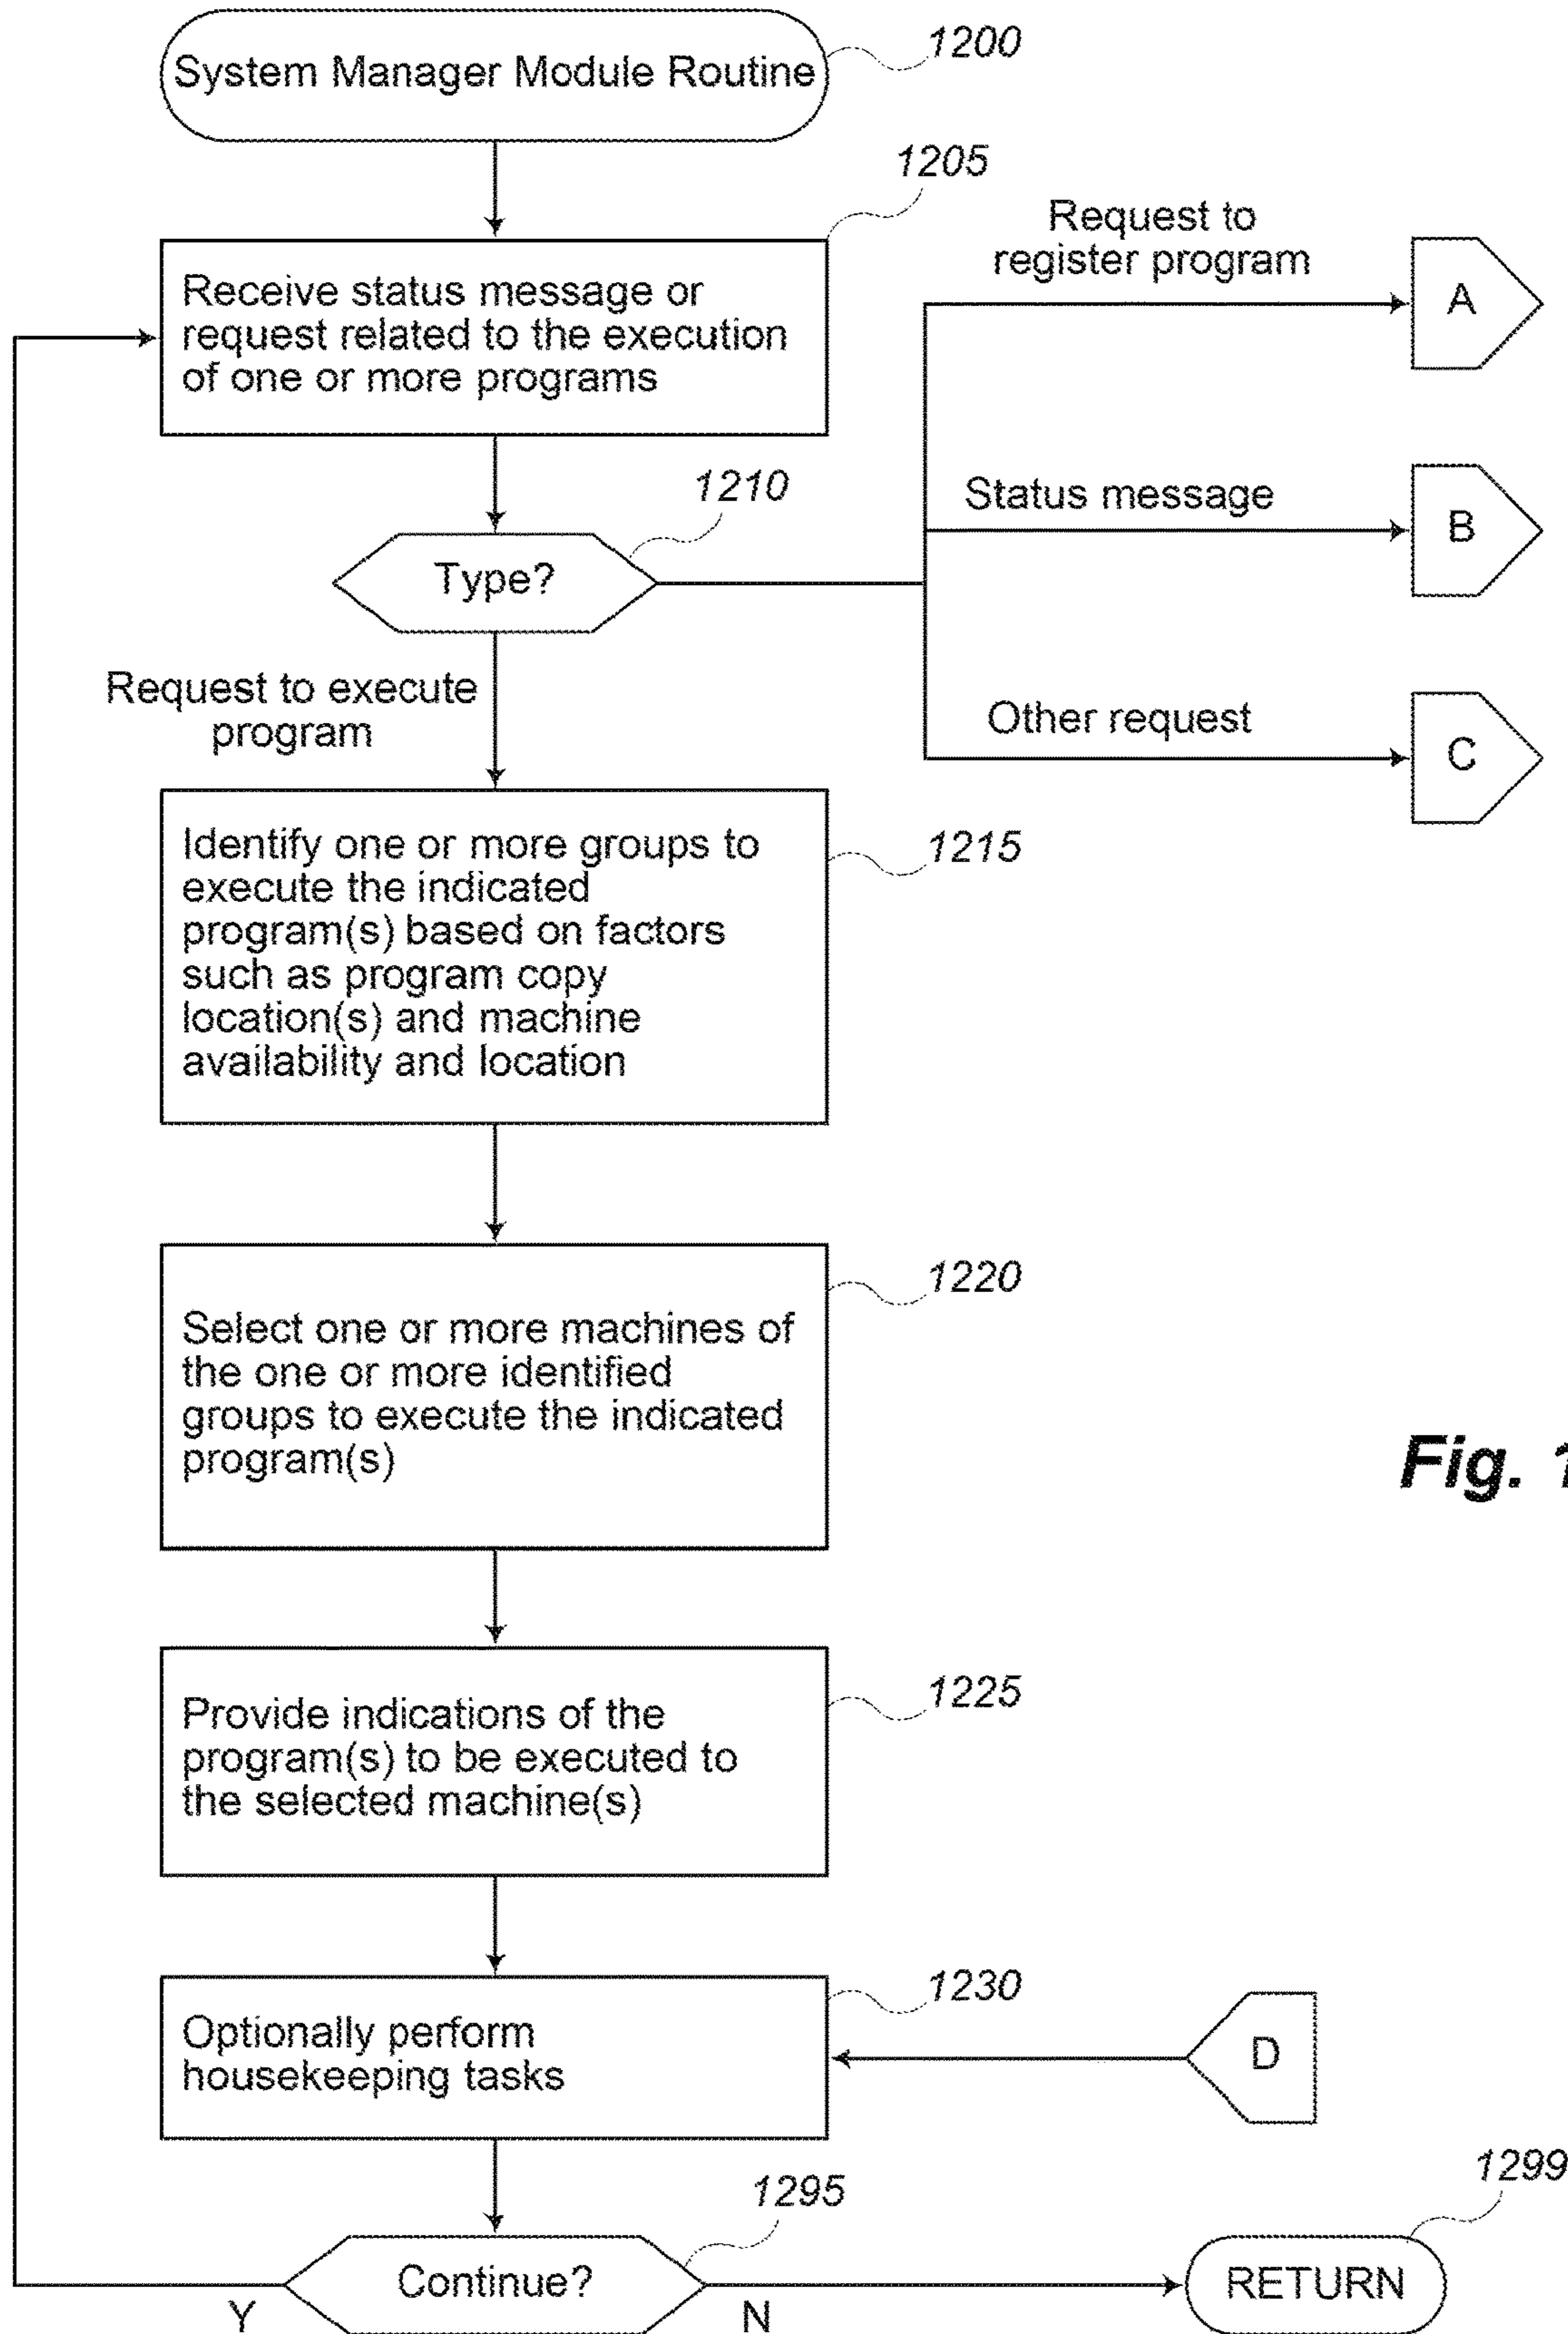 System Manager Module Routine
1200
1205
Receive status message or
request related to the execution
of one or more programs
Request to
register program
A
1210
Type?
Status message
B
Request to execute
program
Other request
C
Identify one or more groups to
execute the indicated
program(s) based on factors
such as program copy
location(s) and machine
availability and location
1215
Select one or more machines of
the one or more identified
groups to execute the indicated
program(s)
1220
Fig. 1
Provide indications of the
program(s) to be executed to
the selected machine(s)
1225
Optionally perform
housekeeping tasks
1230
D
1295
1299
Continue?
RETURN
Y
N